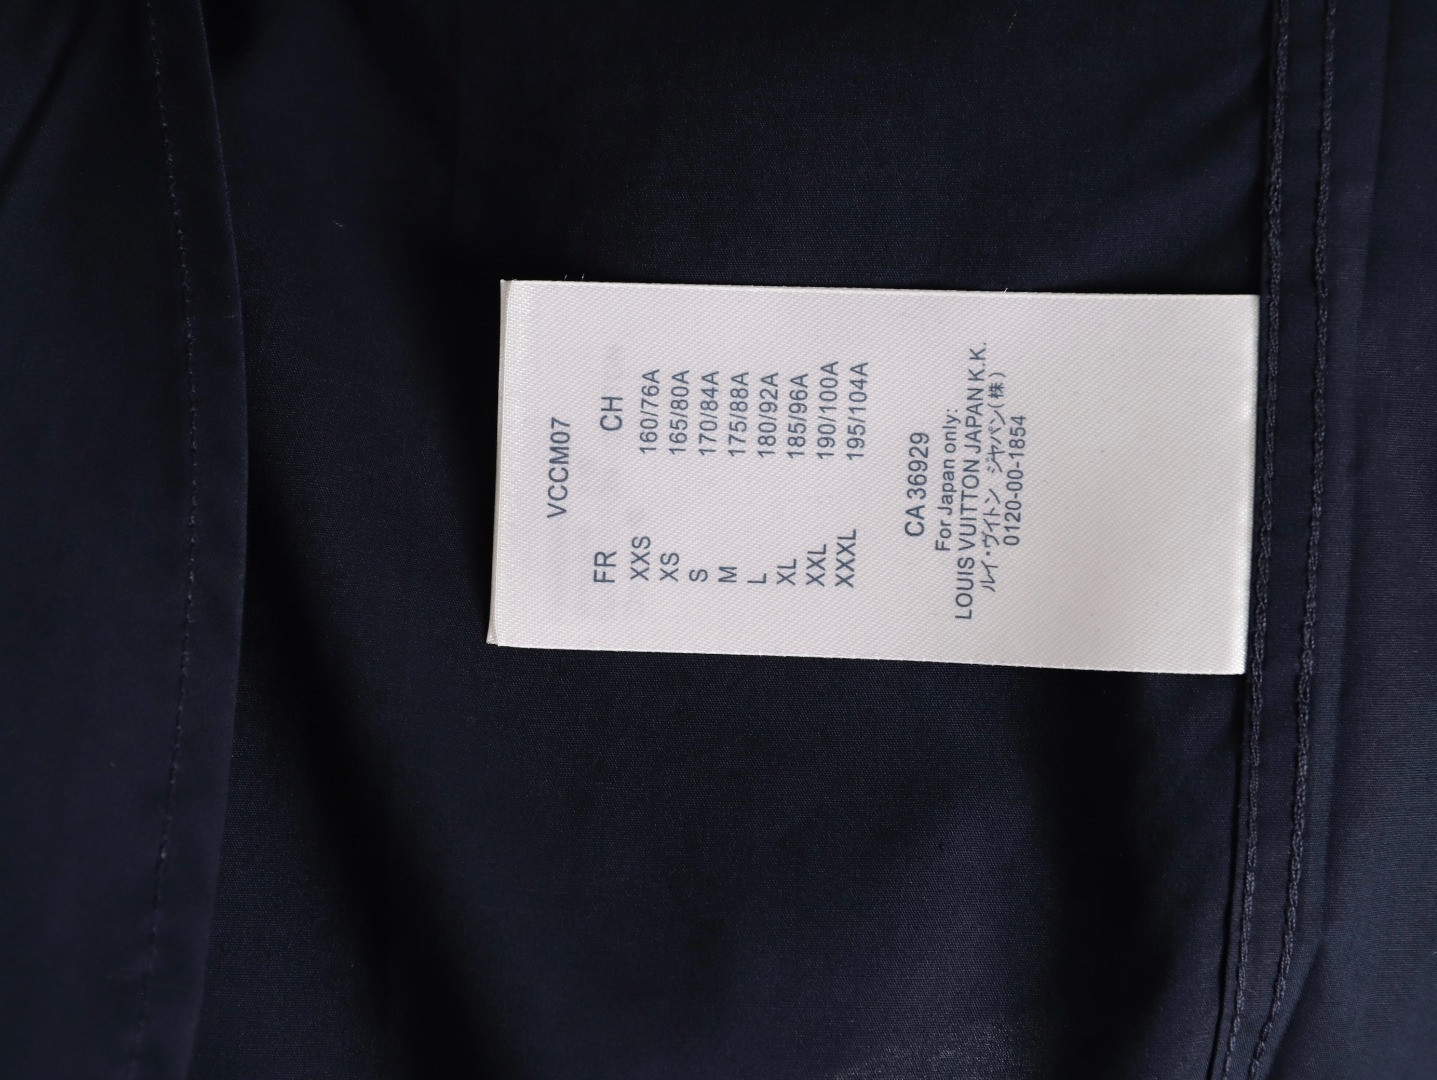 VCCM07
FR CH
XXS 160/76A
XS 165/80A
S 170/84A
M 175/88A
L 180/92A
XL 185/96A
XXL 190/100A
XXXL 195/104A
CA 36929
For Japan only:
LOUIS VUITTON JAPAN K.K.
ルイ・ヴィトン ジャパン(株)
0120-00-1854